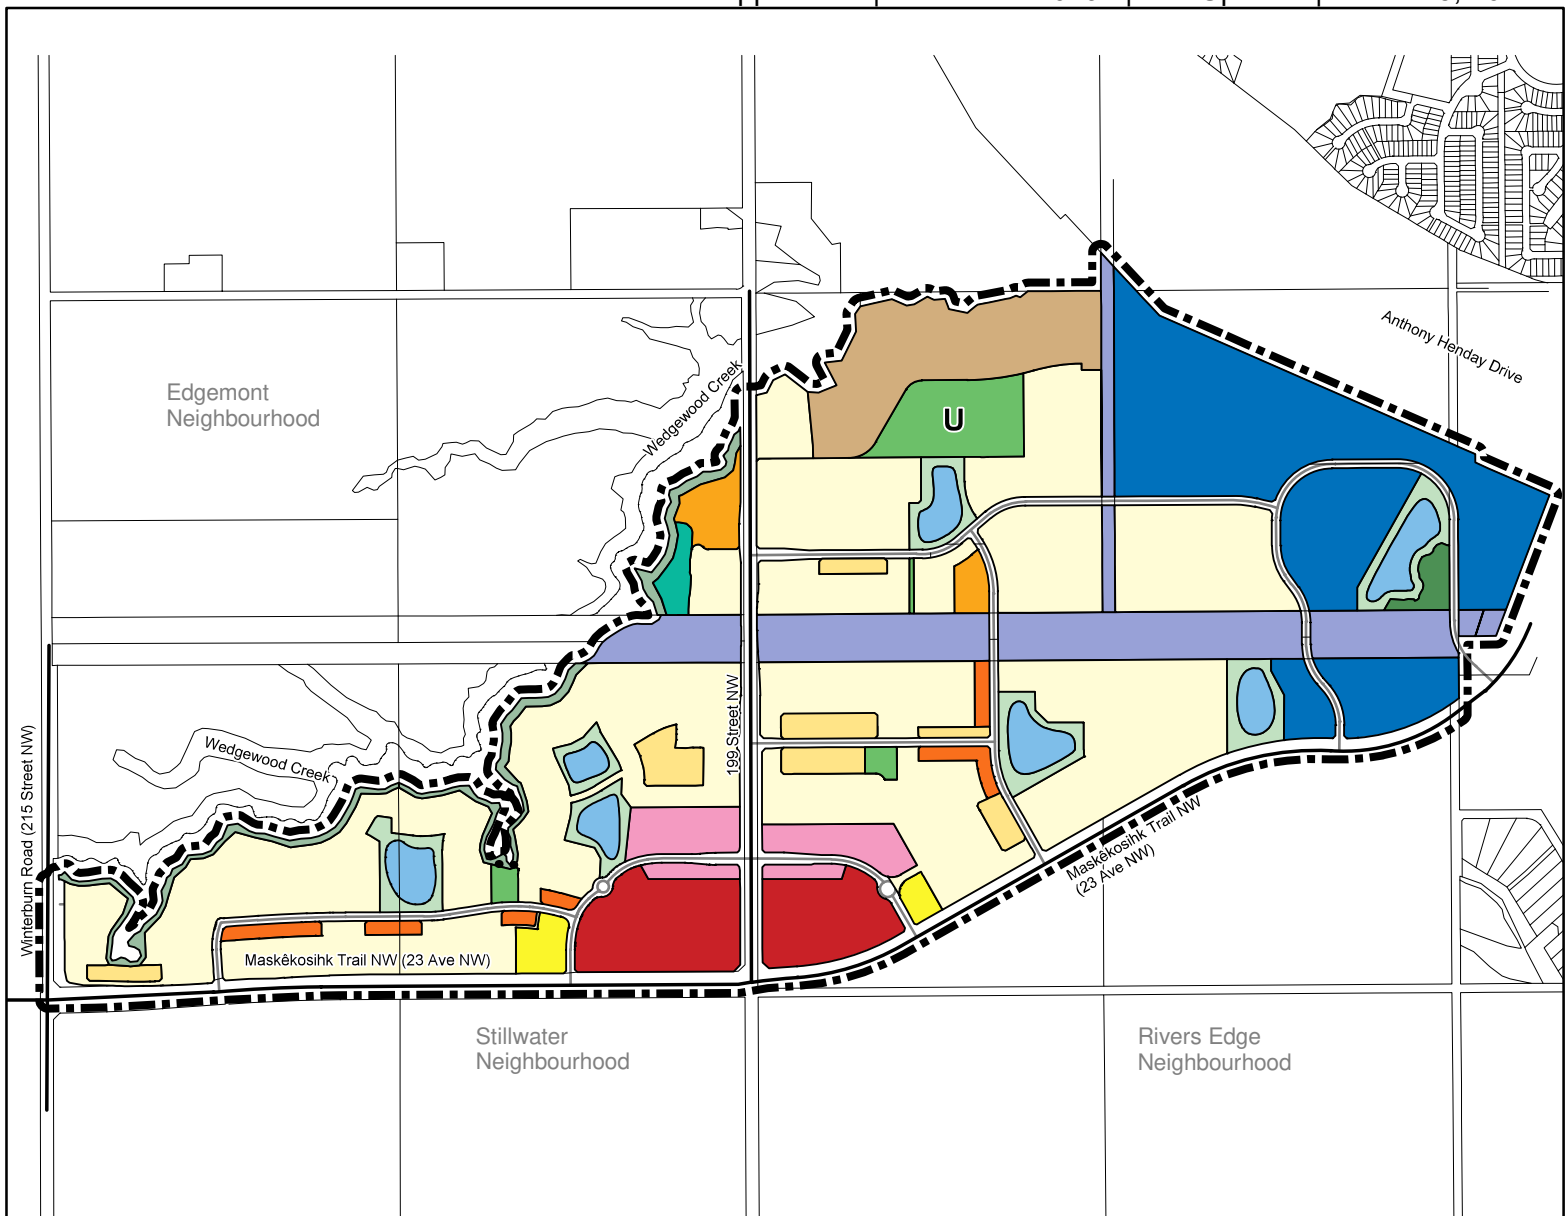 Anthony Henday Drive
Edgemont
Neighbourhood
Wedgewood Creek
U
199 Street NW
Winterburn Road (215 Street NW)
Wedgewood Creek
Maskêkosihk Trail NW
(23 Ave NW)
Maskêkosihk Trail NW (23 Ave NW)
Stillwater
Neighbourhood
Rivers Edge
Neighbourhood